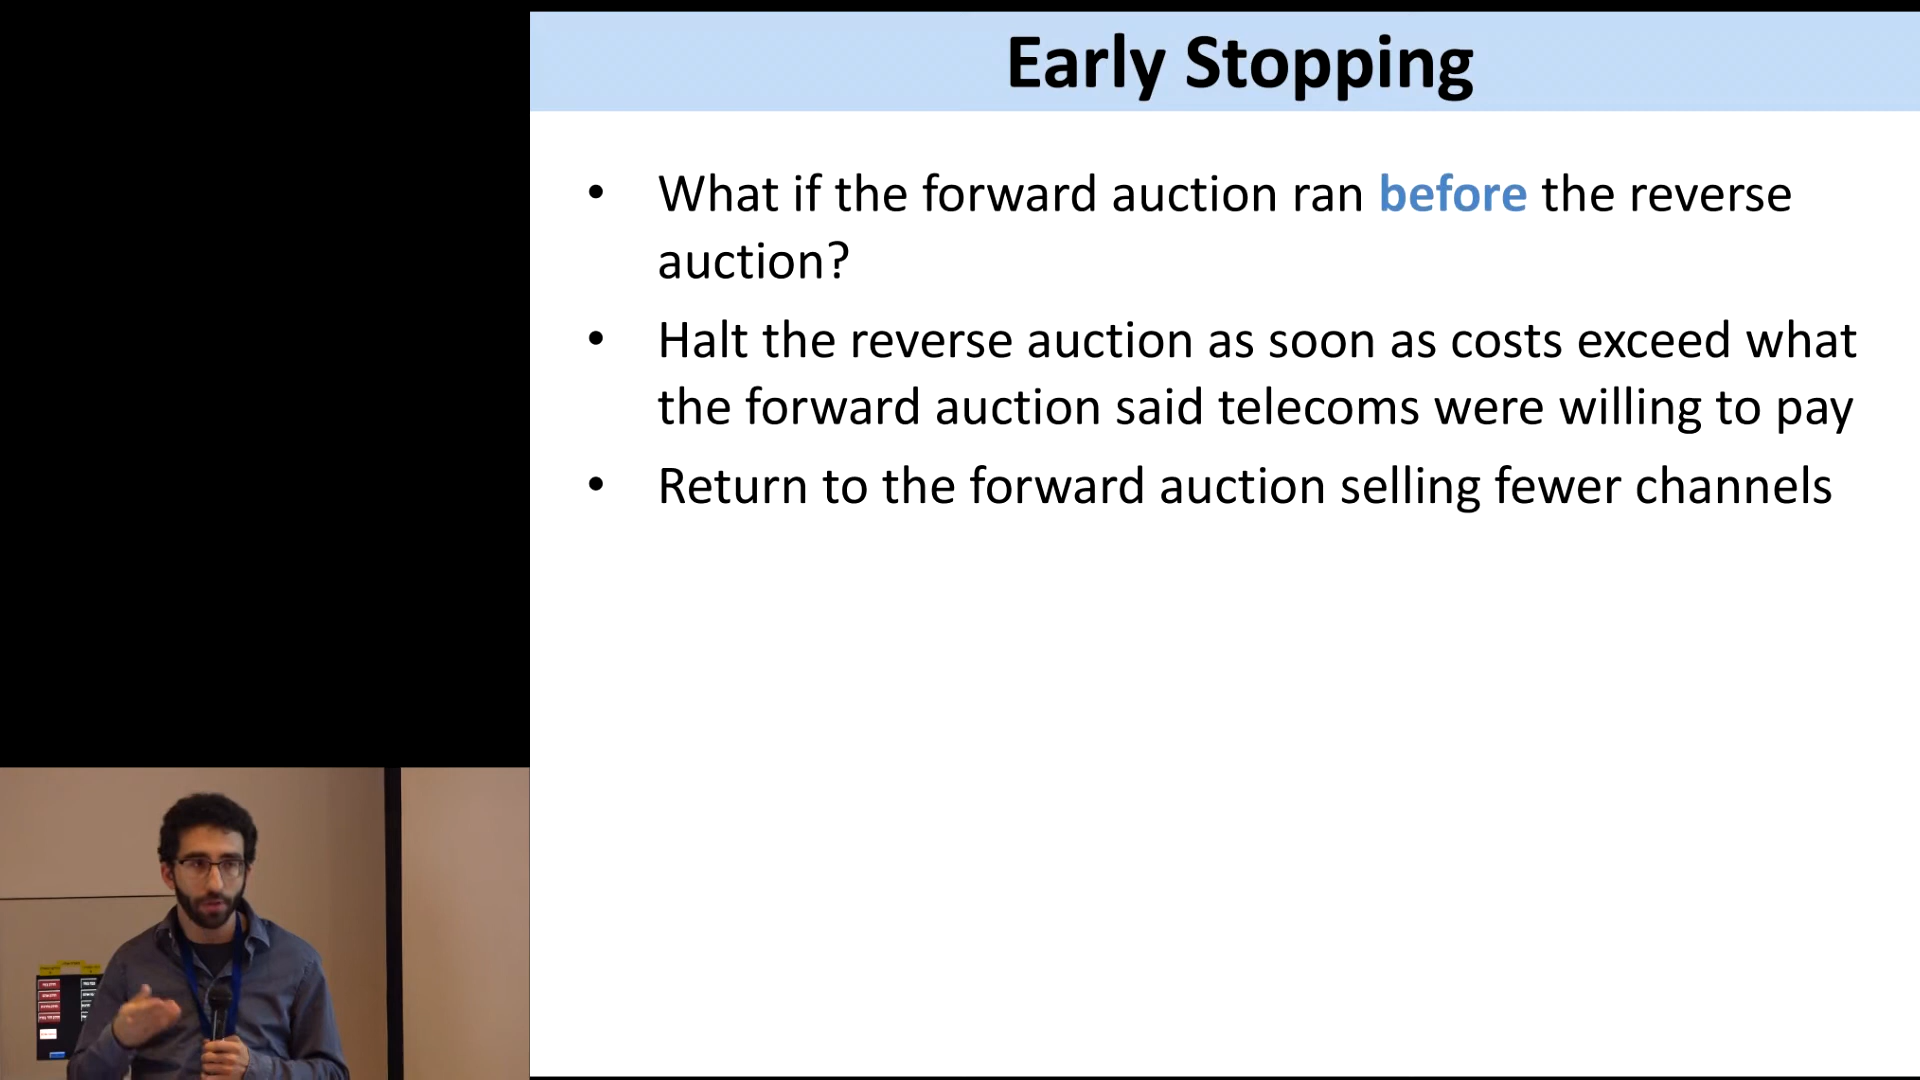 Early Stopping
• What if the forward auction ran before the reverse
auction?
• Halt the reverse auction as soon as costs exceed what
the forward auction said telecoms were willing to pay
• Return to the forward auction selling fewer channels